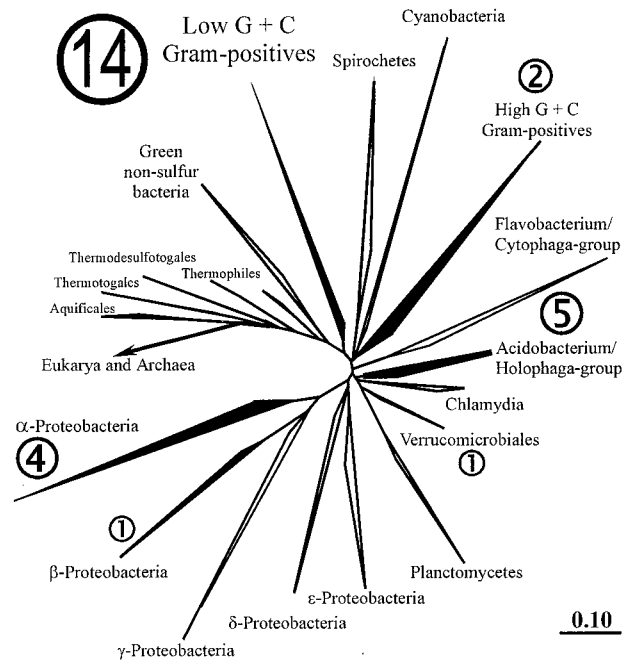 14
Low G + C
Gram-positives
Cyanobacteria
Spirochetes
2
High G + C
Gram-positives
Green
non-sulfur
bacteria
Flavobacterium/
Cytophaga-group
Thermodesulfotogales
Thermophiles
Thermotogales
Aquificales
5
Eukarya and Archaea
Acidobacterium/
Holophaga-group
Chlamydia
α-Proteobacteria
4
Verrucomicrobiales
1
1
β-Proteobacteria
Planctomycetes
ε-Proteobacteria
δ-Proteobacteria
γ-Proteobacteria
0.10